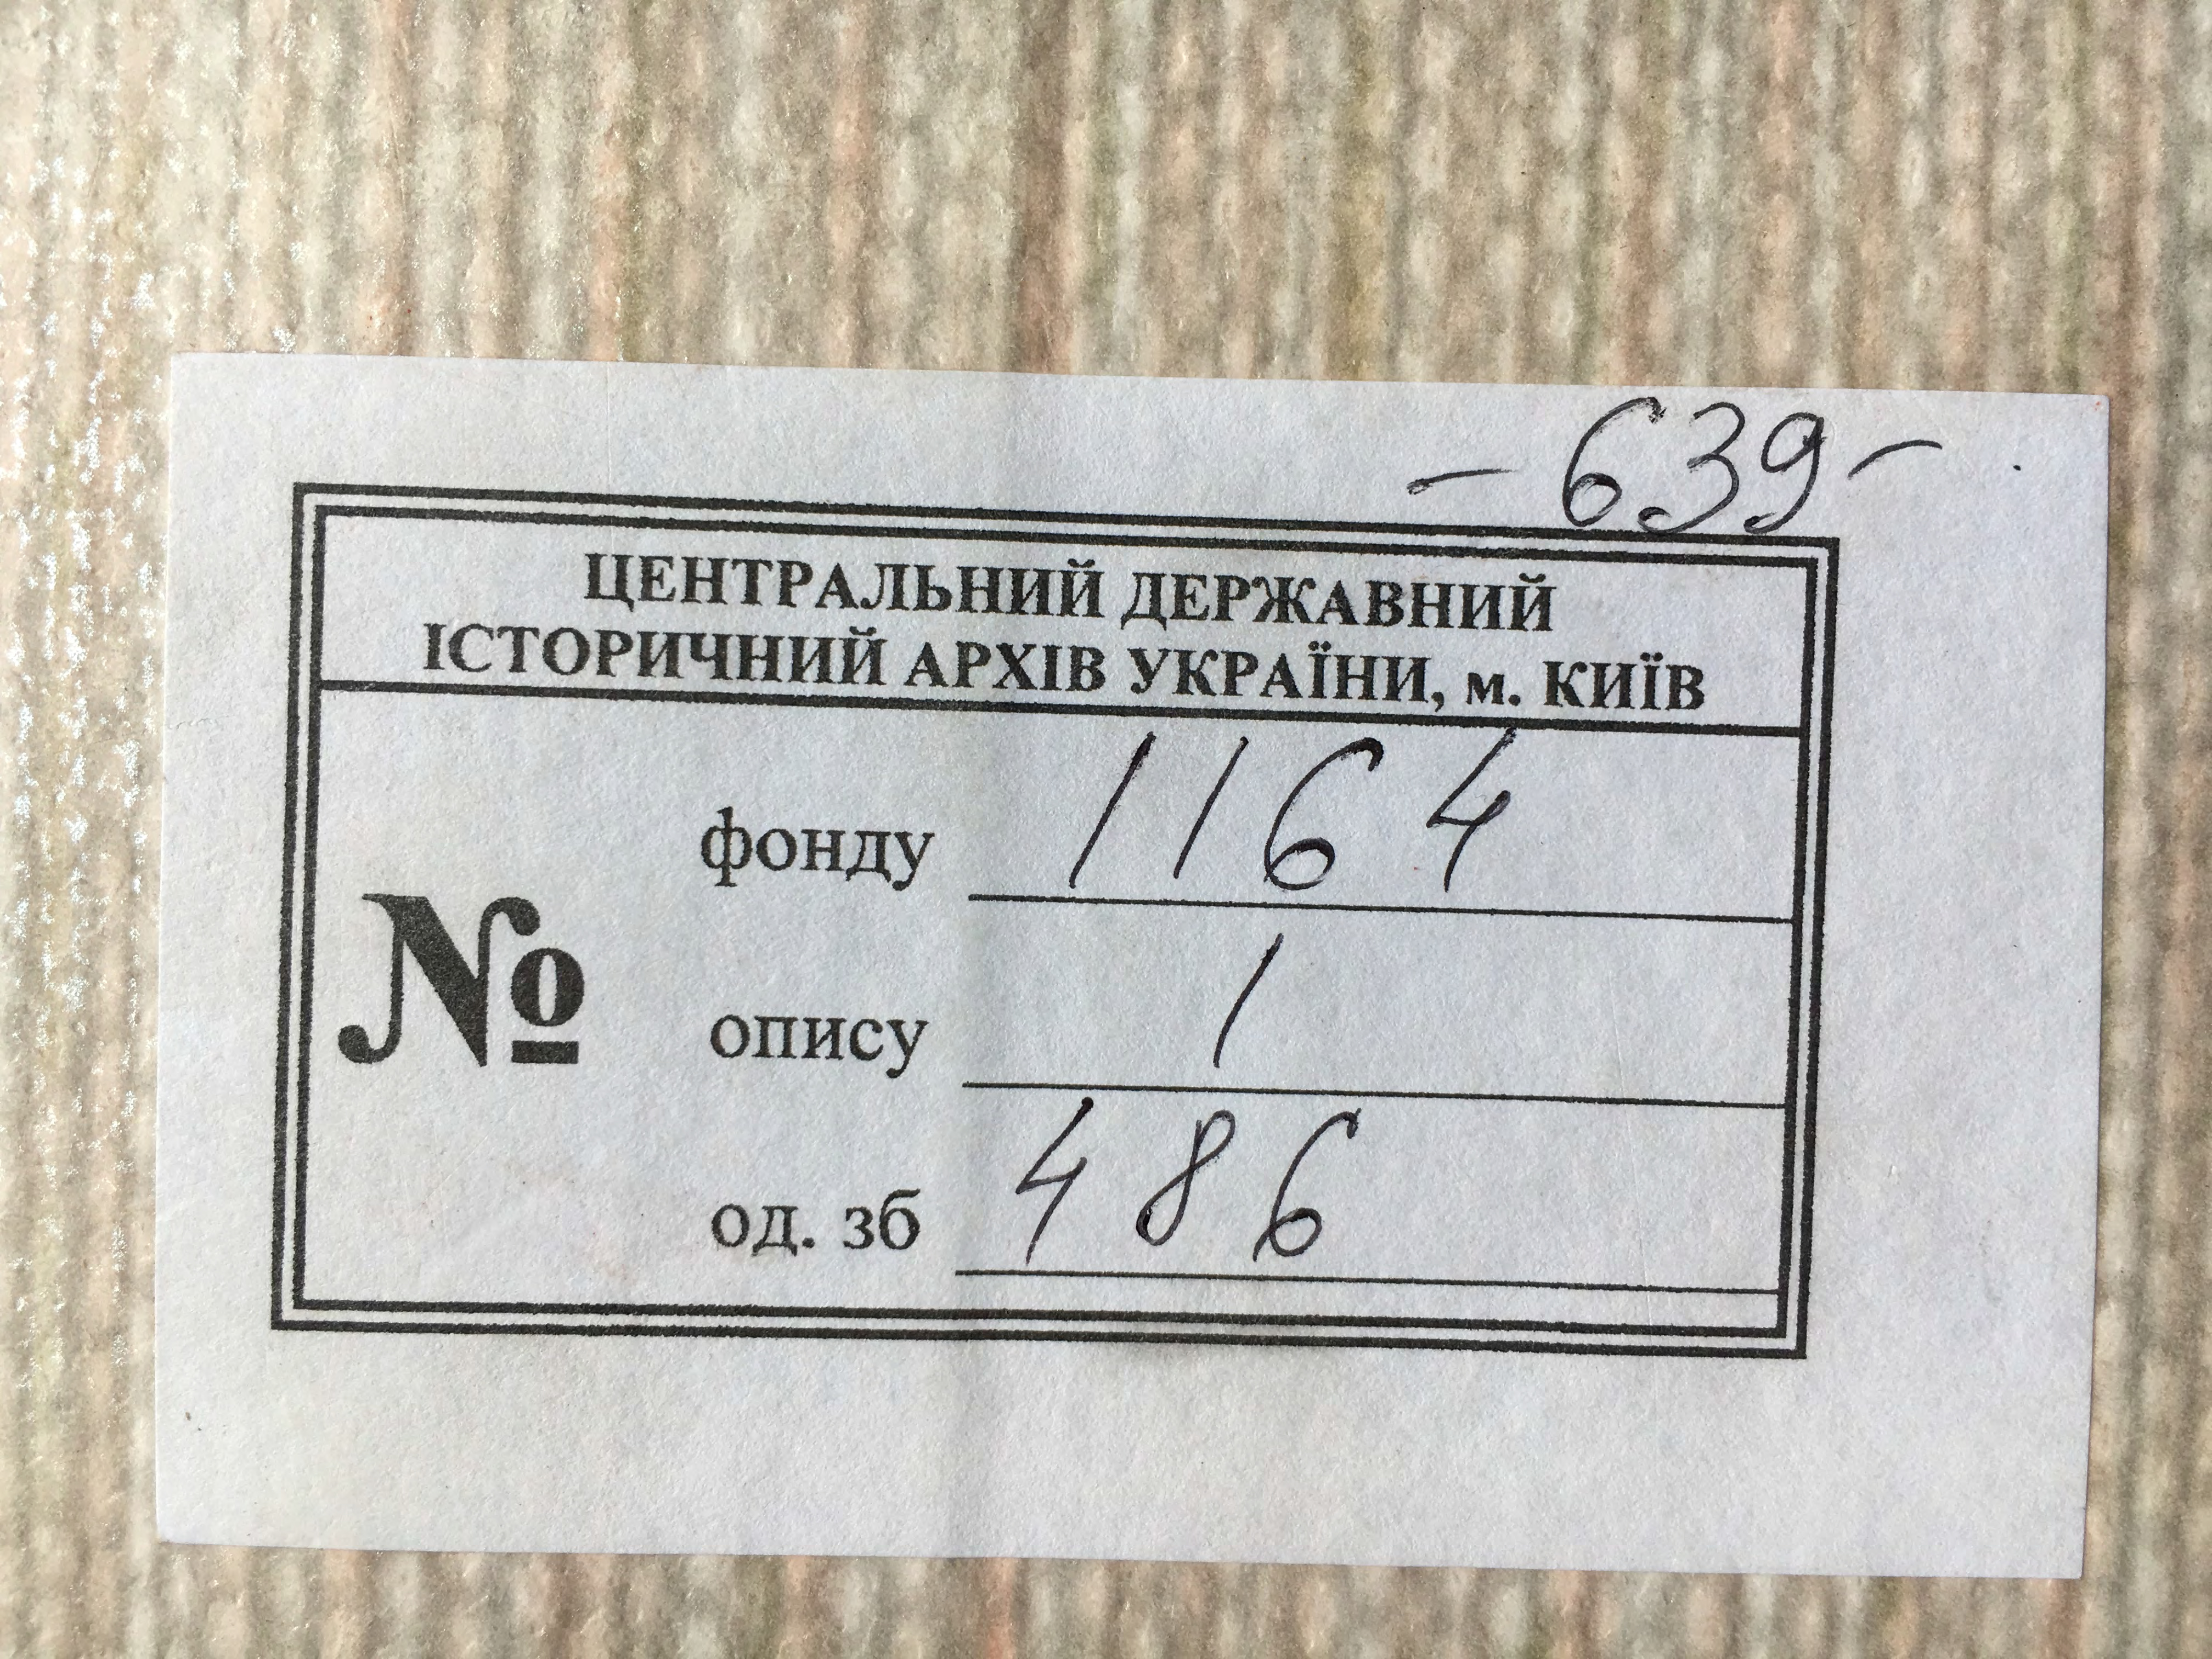 - 639 -
ЦЕНТРАЛЬНИЙ ДЕРЖАВНИЙ
ІСТОРИЧНИЙ АРХІВ УКРАЇНИ, м. КИЇВ
№
фонду 1164
опису 1
од. зб 486